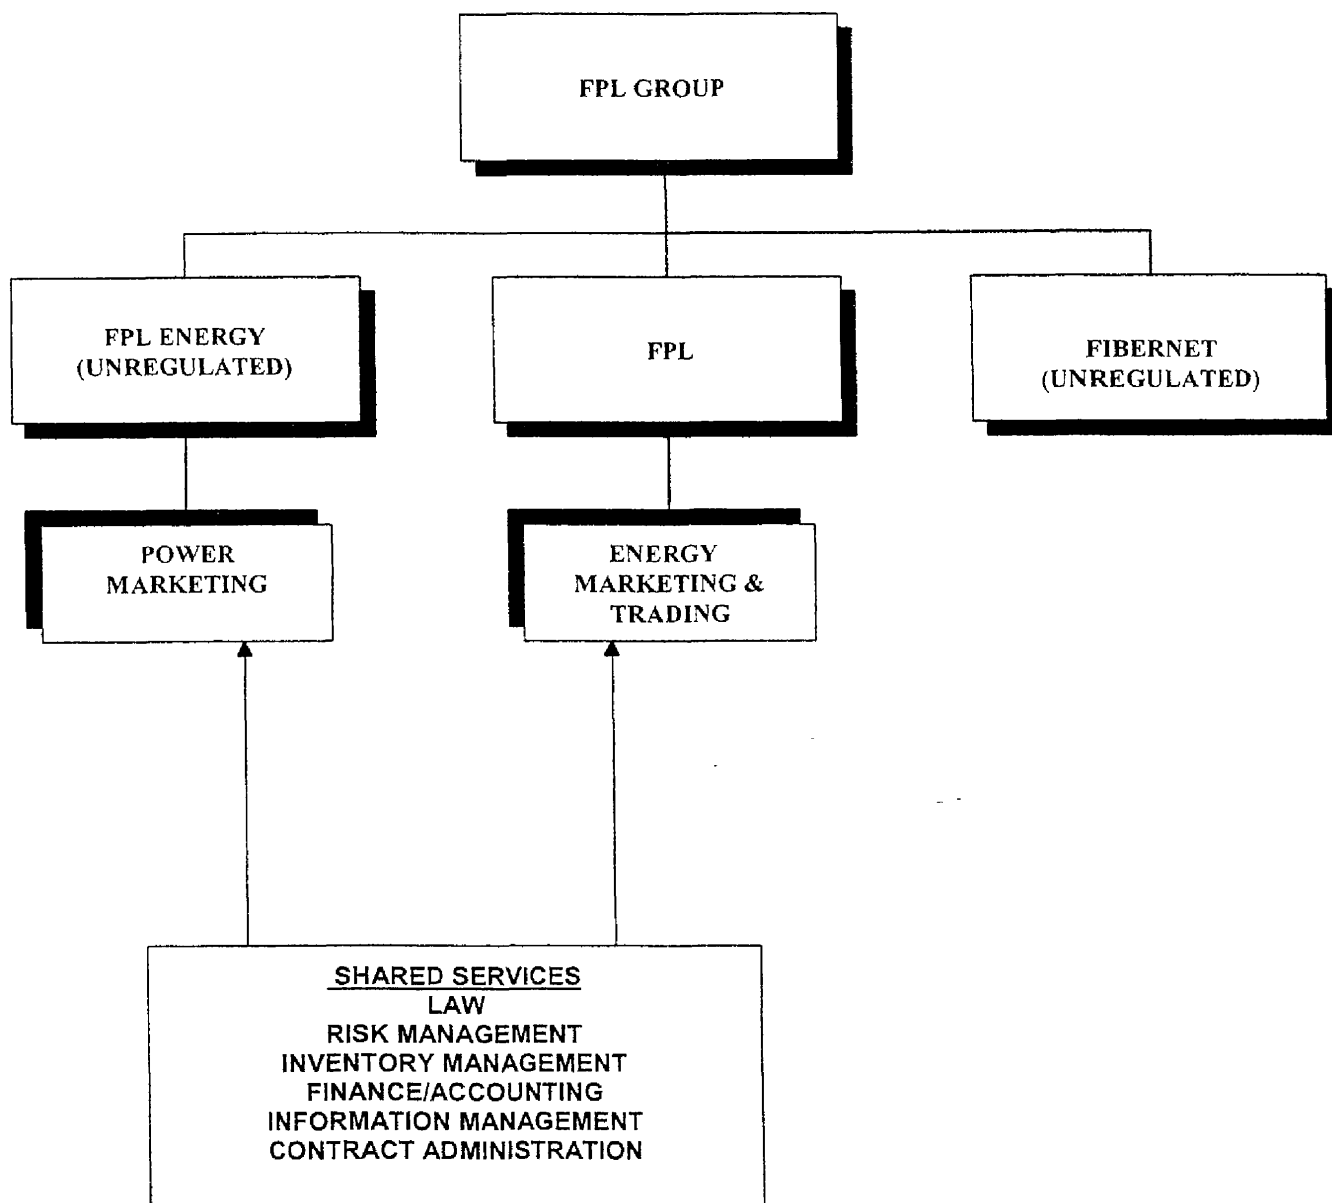 FPL GROUP
FPL ENERGY
(UNREGULATED)
FPL
FIBERNET
(UNREGULATED)
POWER
MARKETING
ENERGY
MARKETING &
TRADING
SHARED SERVICES
LAW
RISK MANAGEMENT
INVENTORY MANAGEMENT
FINANCE/ACCOUNTING
INFORMATION MANAGEMENT
CONTRACT ADMINISTRATION